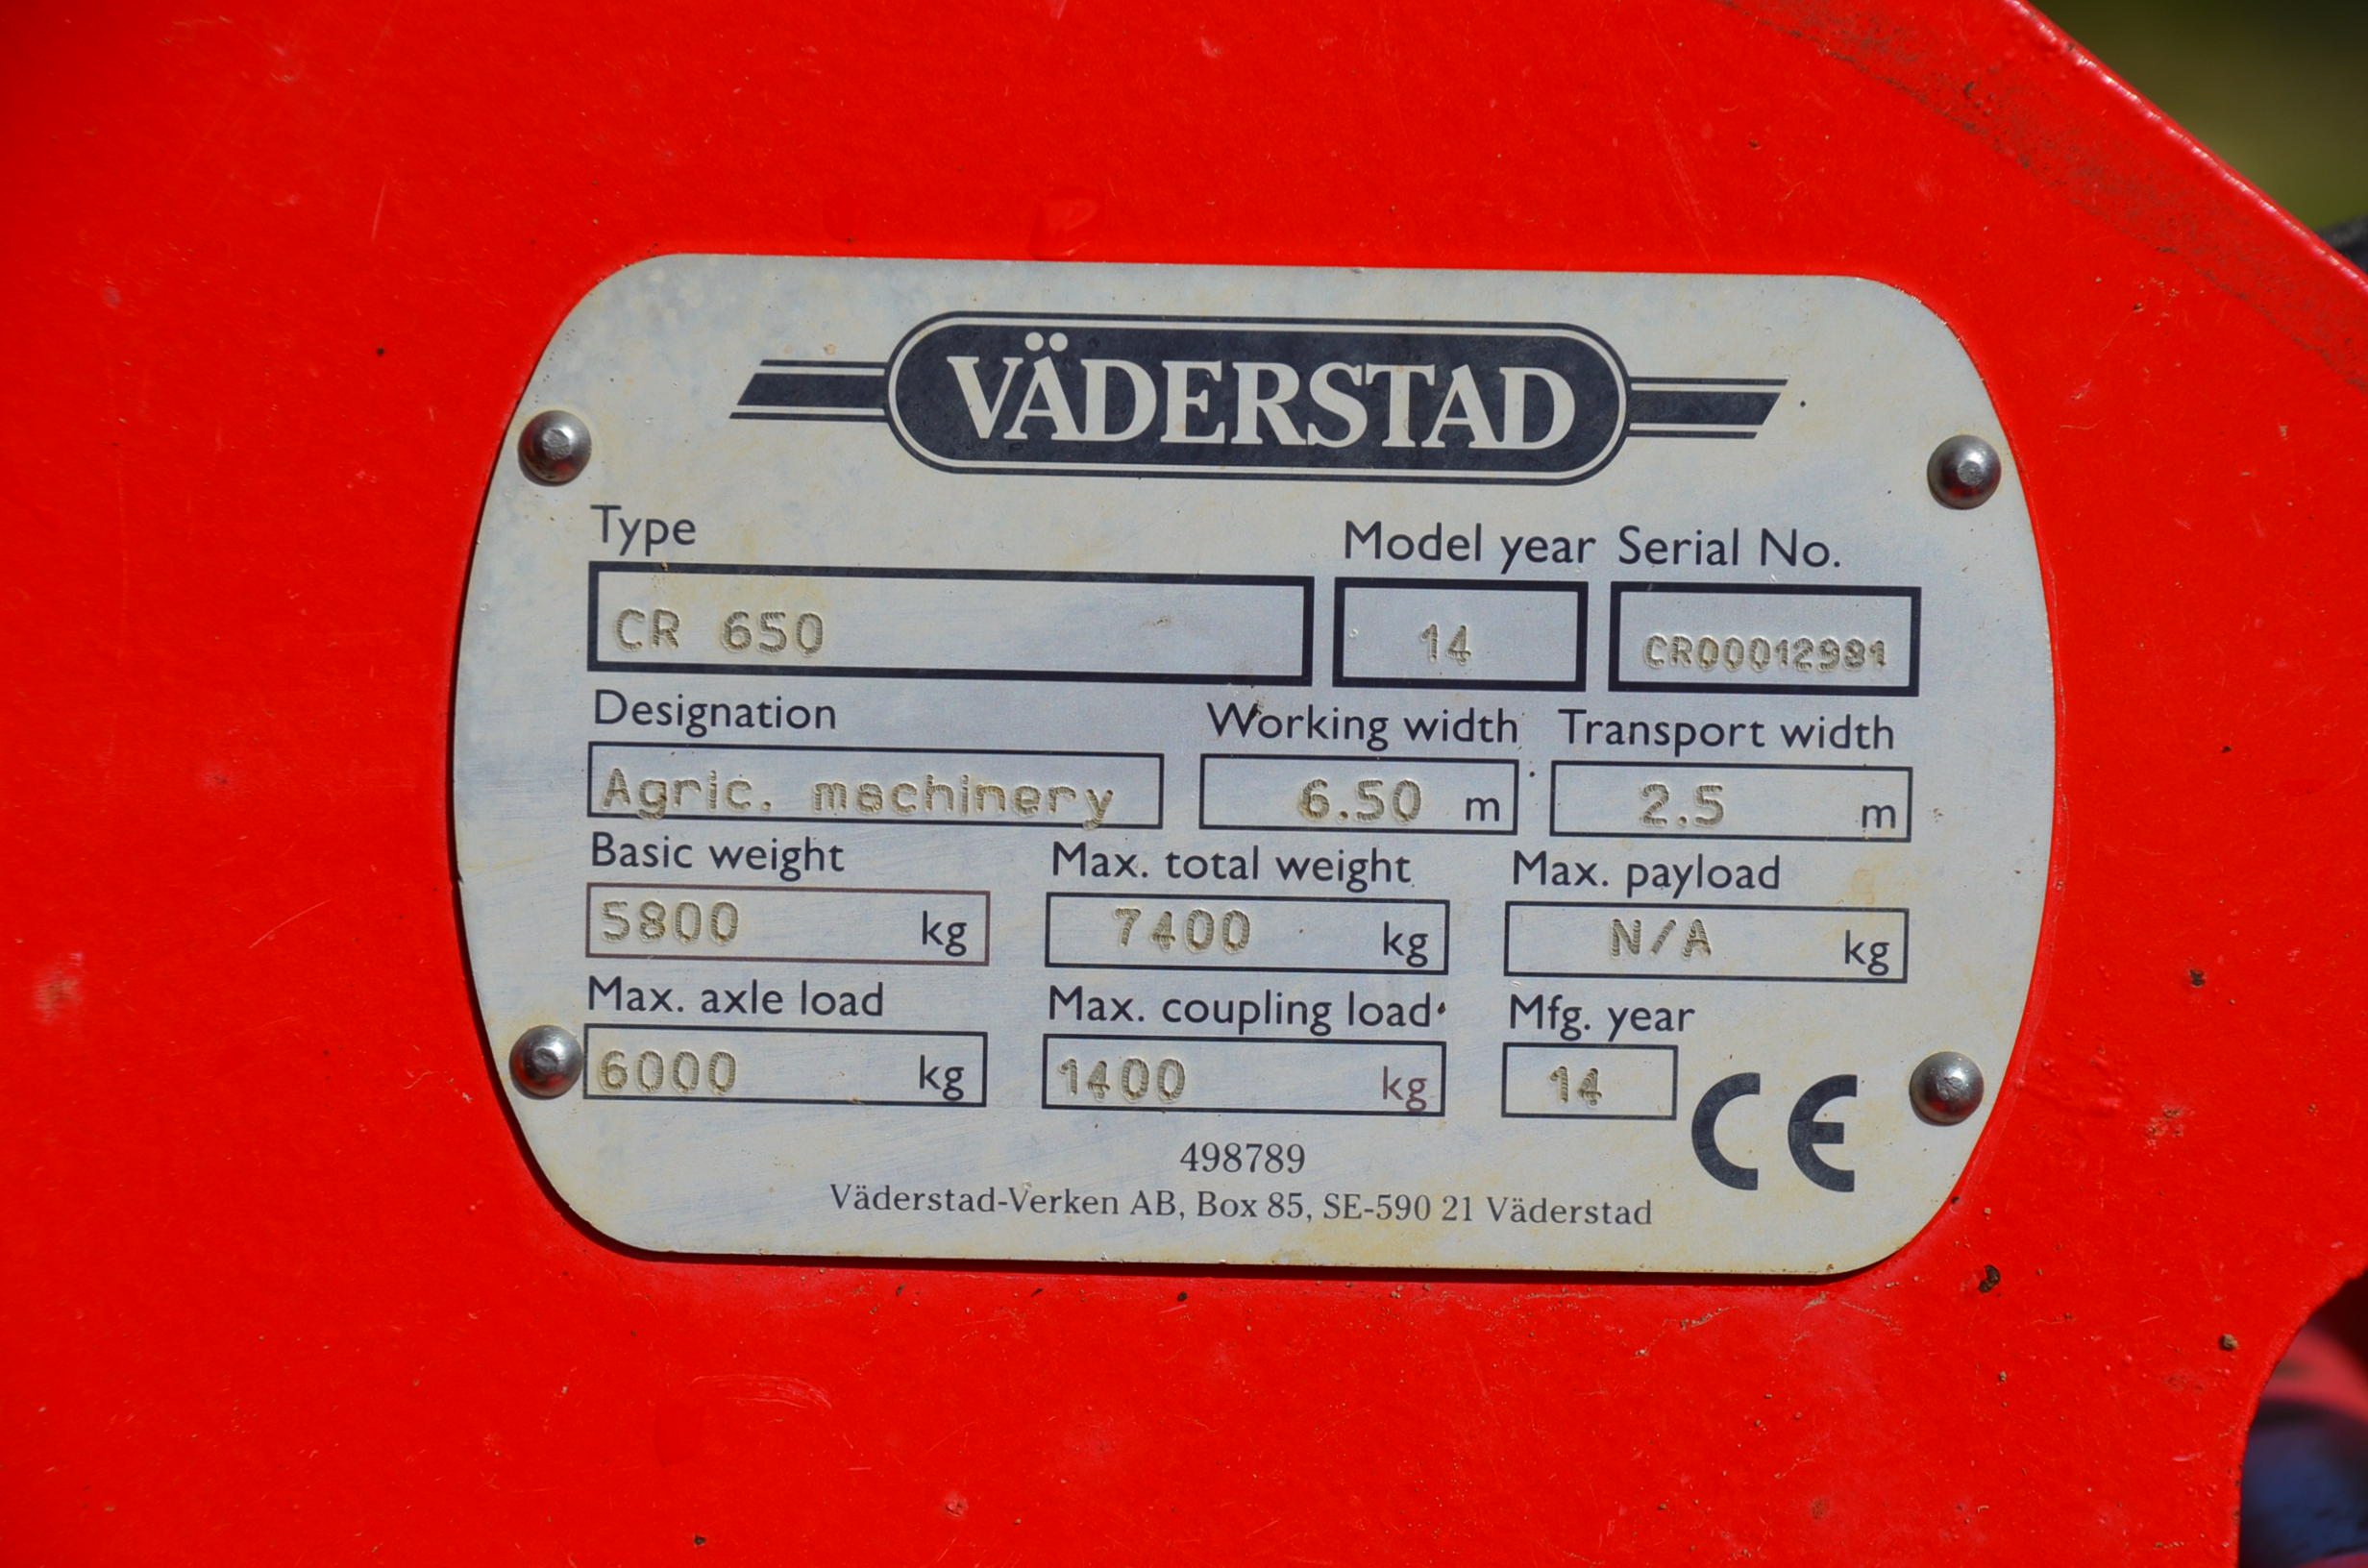 VÄDERSTAD
Type Model year Serial No.
CR 650 14 CR00012981
Designation Working width Transport width
Agric. machinery 6.50 m 2.5 m
Basic weight Max. total weight Max. payload
5800 kg 7400 kg N/A kg
Max. axle load Max. coupling load Mfg. year
6000 kg 1400 kg 14
CE
498789
Väderstad-Verken AB, Box 85, SE-590 21 Väderstad